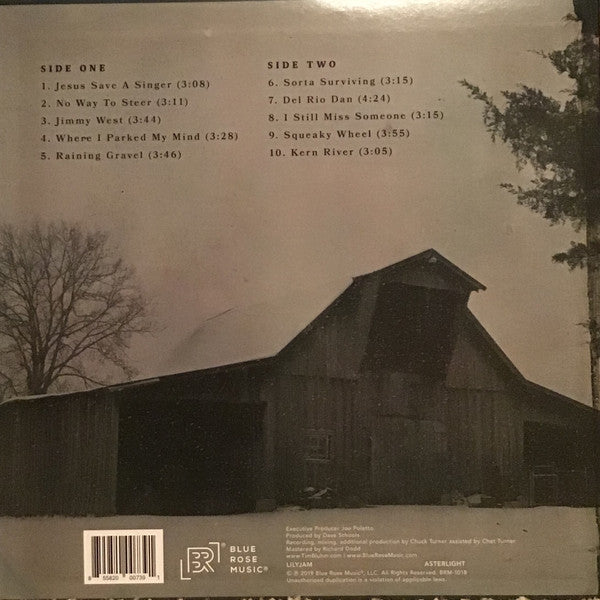 SIDE ONE
1. Jesus Save A Singer (3:08)
2. No Way To Steer (3:11)
3. Jimmy West (3:44)
4. Where I Parked My Mind (3:28)
5. Raining Gravel (3:46)
SIDE TWO
6. Sorta Surviving (3:15)
7. Del Rio Dan (4:24)
8. I Still Miss Someone (3:15)
9. Squeaky Wheel (3:55)
10. Kern River (3:05)
Executive Producer Joe Poletto
Produced by Dave Schools
Recording, mixing, additional production by Chuck Turner assisted by Chet Turner
Mastered by Richard Dodd
www.TimBluhm.com www.BlueRoseMusic.com
LILYJAM ASTERLIGHT
© ℗ 2019 Blue Rose Music®, LLC. All Rights Reserved. BRM-1018
Unauthorized duplication is a violation of applicable laws.
BR
BLUE
ROSE
MUSIC®
8 55820 00739 1